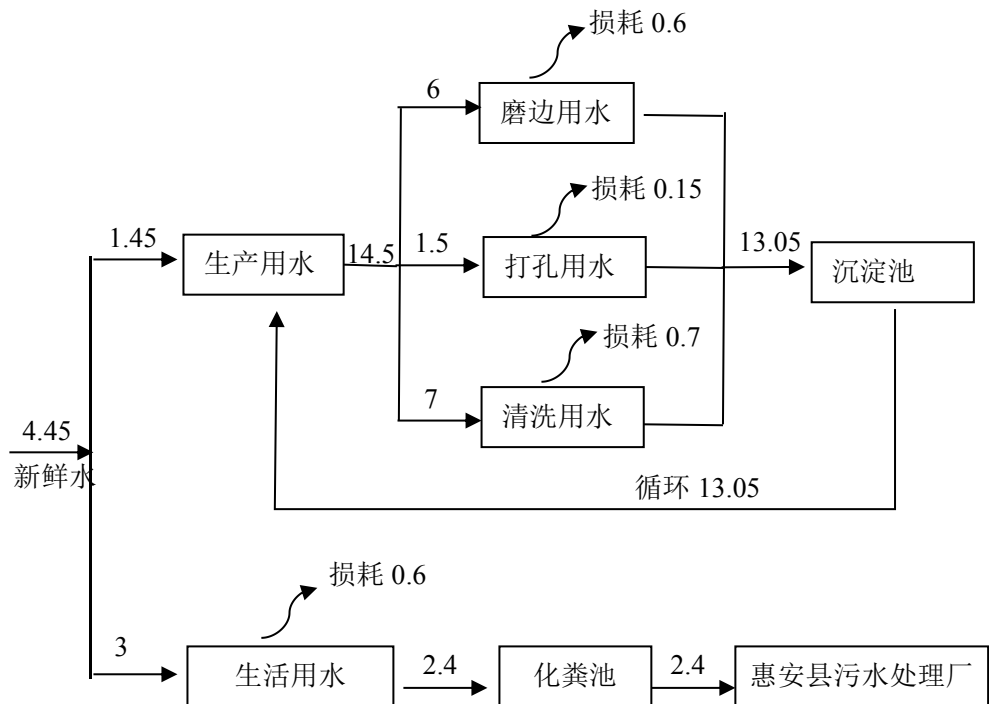 损耗 0.6
6
磨边用水
损耗 0.15
1.45
生产用水
14.5
1.5
打孔用水
13.05
沉淀池
损耗 0.7
7
清洗用水
4.45
新鲜水
循环 13.05
损耗 0.6
3
生活用水
2.4
化粪池
2.4
惠安县污水处理厂